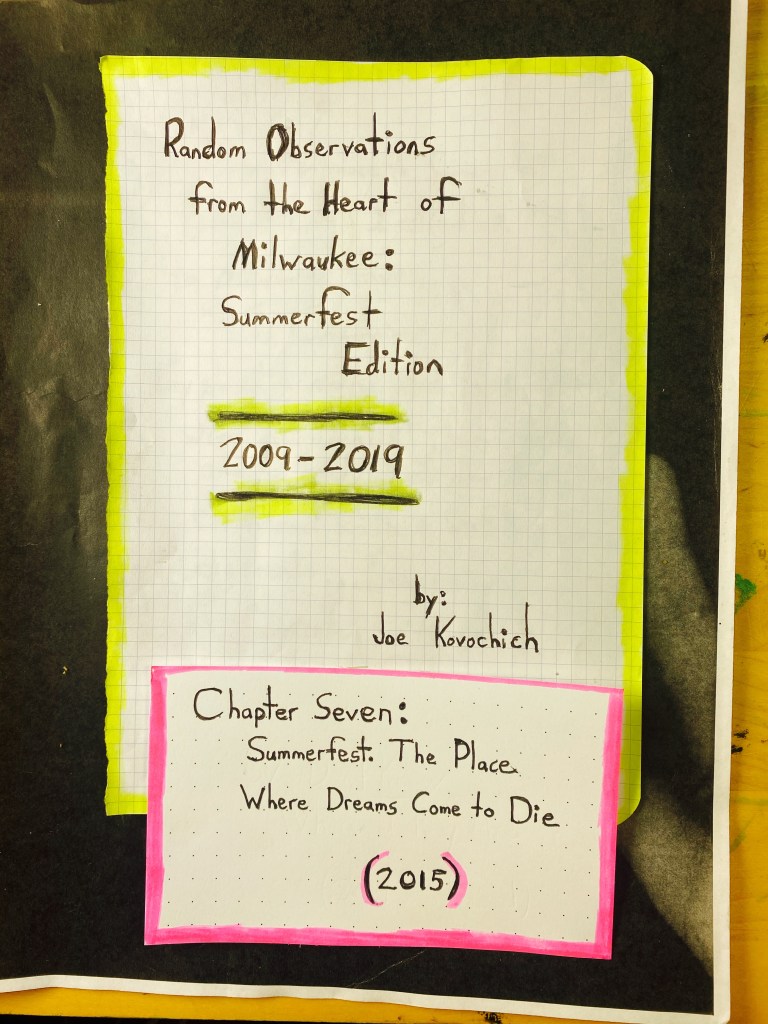 Random Observations
from the Heart of
Milwaukee:
Summerfest
Edition
2009-2019
by:
Joe Kovochich
Chapter Seven:
Summerfest. The Place
Where Dreams Come to Die
(2015)